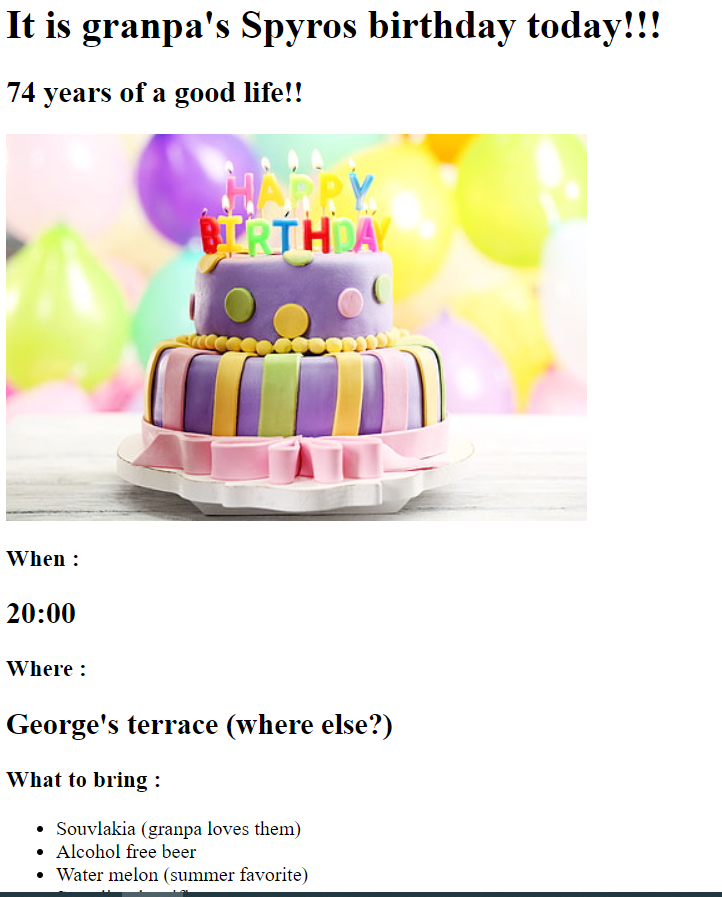 It is granpa's Spyros birthday today!!!
74 years of a good life!!
HAPPY
BIRTHDAY
When :
20:00
Where :
George's terrace (where else?)
What to bring :
Souvlakia (granpa loves them)
Alcohol free beer
Water melon (summer favorite)